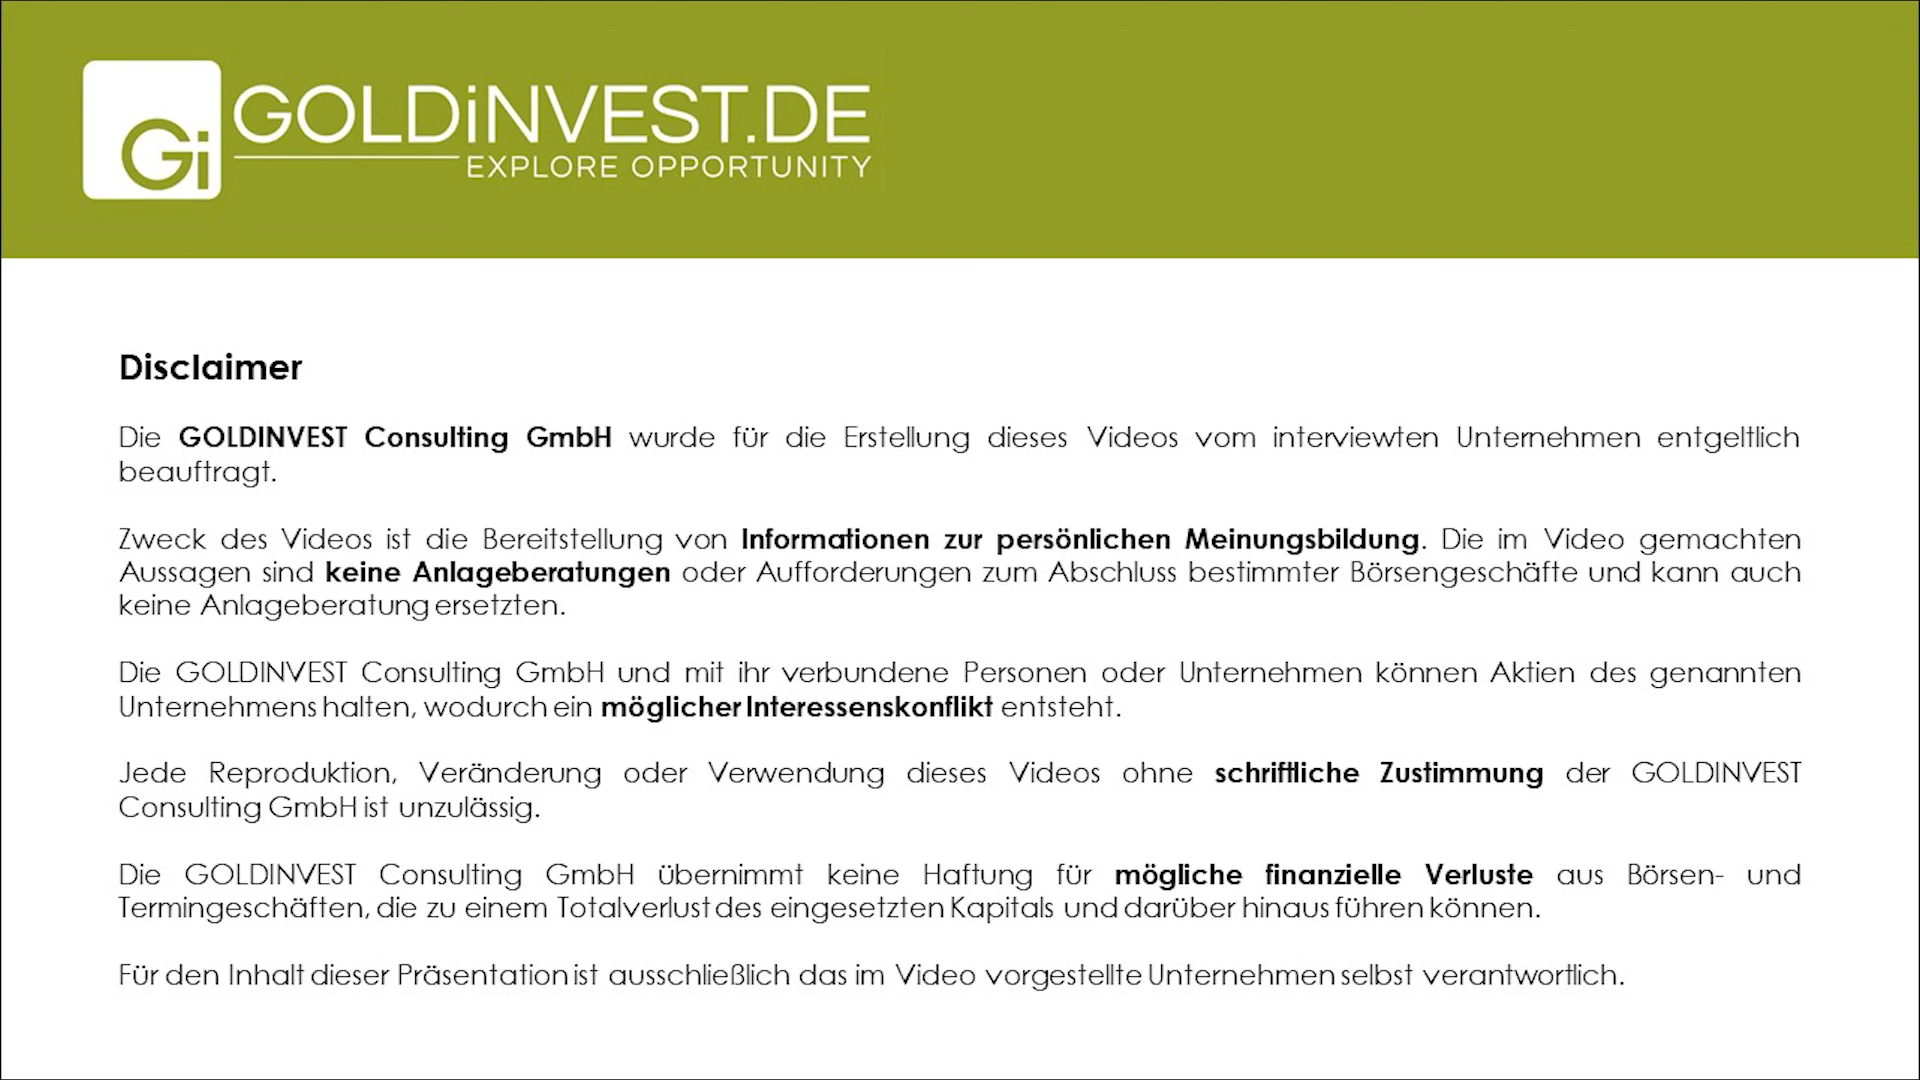 Gi
GOLDiNVEST.DE
EXPLORE OPPORTUNITY
Disclaimer
Die GOLDINVEST Consulting GmbH wurde für die Erstellung dieses Videos vom interviewten Unternehmen entgeltlich
beauftragt.
Zweck des Videos ist die Bereitstellung von Informationen zur persönlichen Meinungsbildung. Die im Video gemachten
Aussagen sind keine Anlageberatungen oder Aufforderungen zum Abschluss bestimmter Börsengeschäfte und kann auch
keine Anlageberatung ersetzten.
Die GOLDINVEST Consulting GmbH und mit ihr verbundene Personen oder Unternehmen können Aktien des genannten
Unternehmens halten, wodurch ein möglicher Interessenskonflikt entsteht.
Jede Reproduktion, Veränderung oder Verwendung dieses Videos ohne schriftliche Zustimmung der GOLDINVEST
Consulting GmbH ist unzulässig.
Die GOLDINVEST Consulting GmbH übernimmt keine Haftung für mögliche finanzielle Verluste aus Börsen- und
Termingeschäften, die zu einem Totalverlust des eingesetzten Kapitals und darüber hinaus führen können.
Für den Inhalt dieser Präsentation ist ausschließlich das im Video vorgestellte Unternehmen selbst verantwortlich.